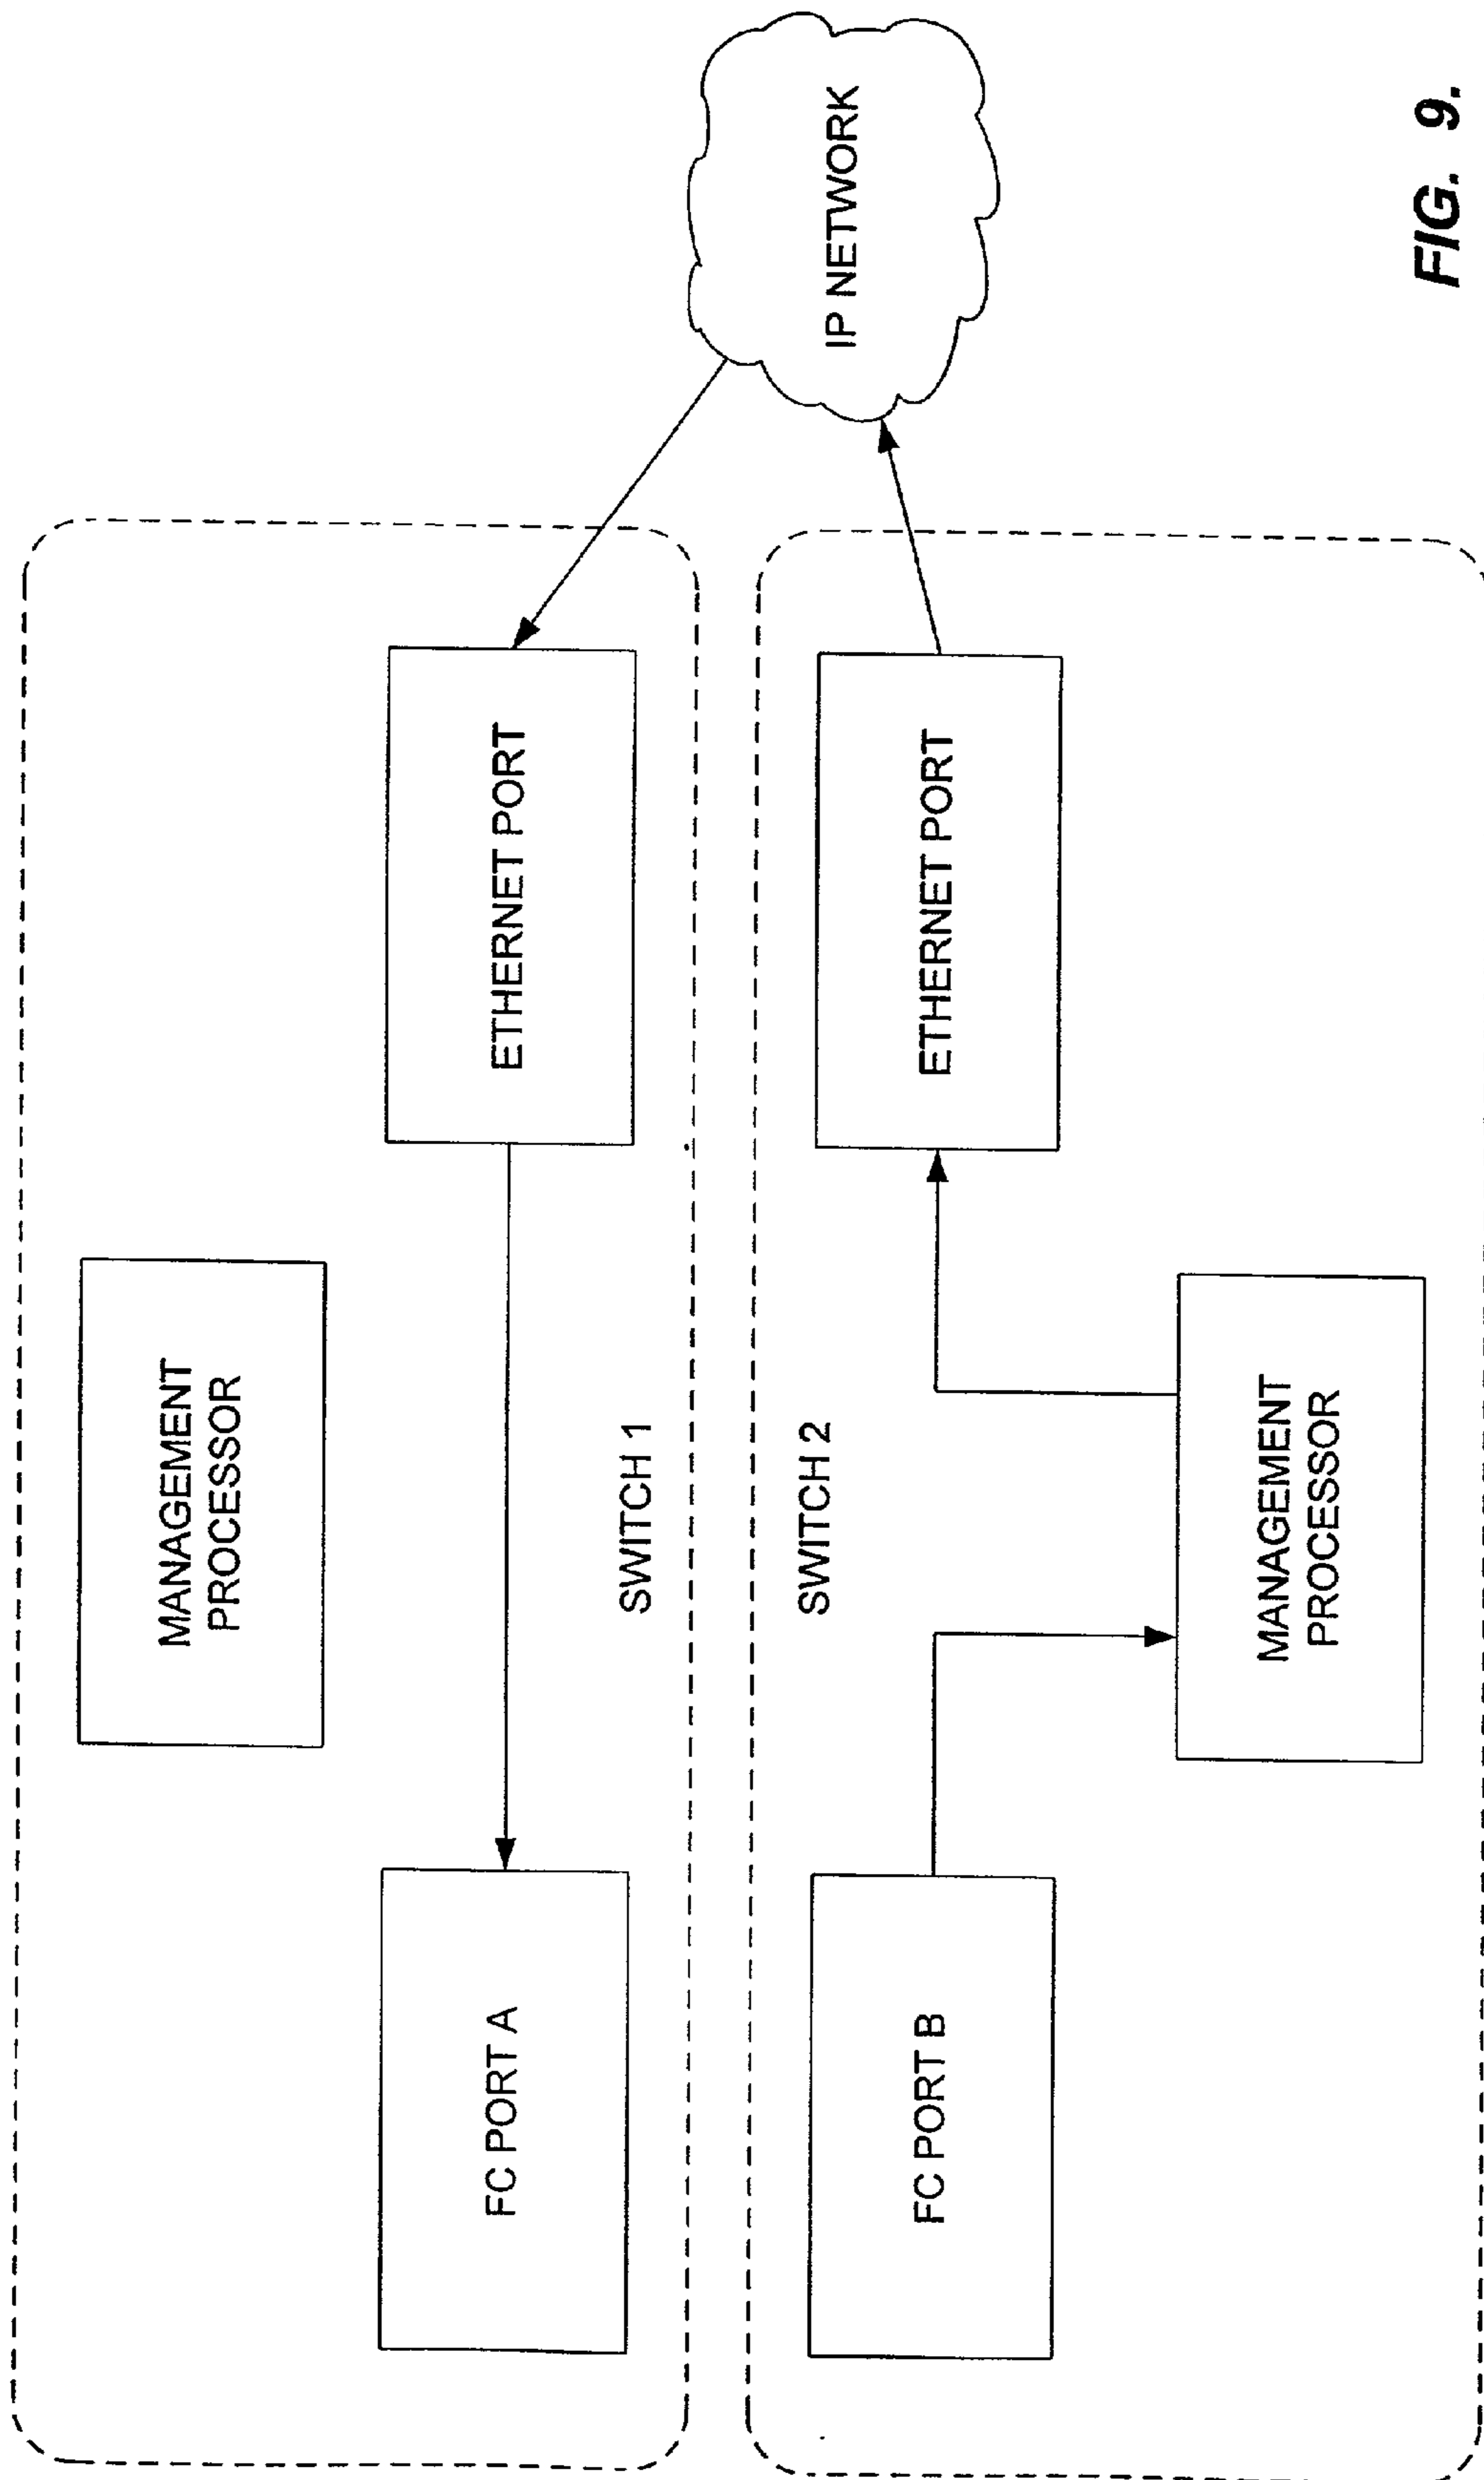 MANAGEMENT
PROCESSOR
FC PORT A
ETHERNET PORT
SWITCH 1
IP NETWORK
SWITCH 2
FC PORT B
ETHERNET PORT
MANAGEMENT
PROCESSOR
FIG. 9.